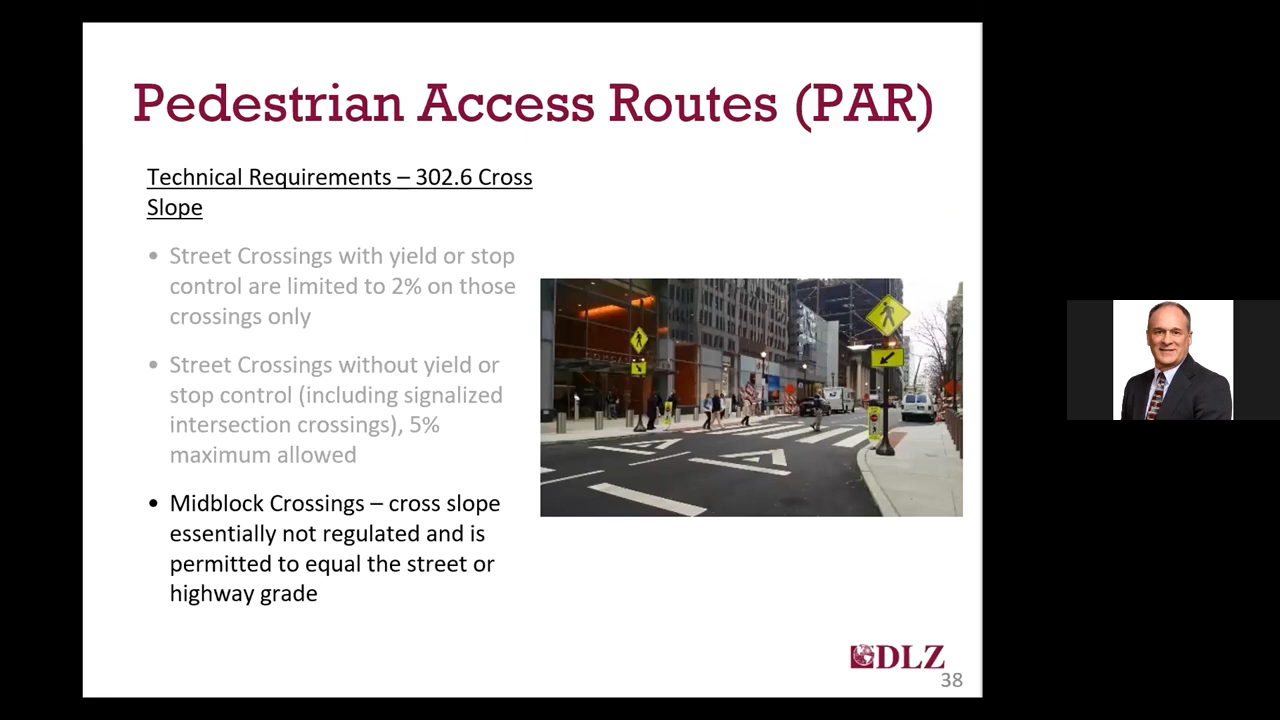 Pedestrian Access Routes (PAR)
Technical Requirements – 302.6 Cross
Slope
• Street Crossings with yield or stop
control are limited to 2% on those
crossings only
• Street Crossings without yield or
stop control (including signalized
intersection crossings), 5%
maximum allowed
• Midblock Crossings – cross slope
essentially not regulated and is
permitted to equal the street or
highway grade
DLZ
38